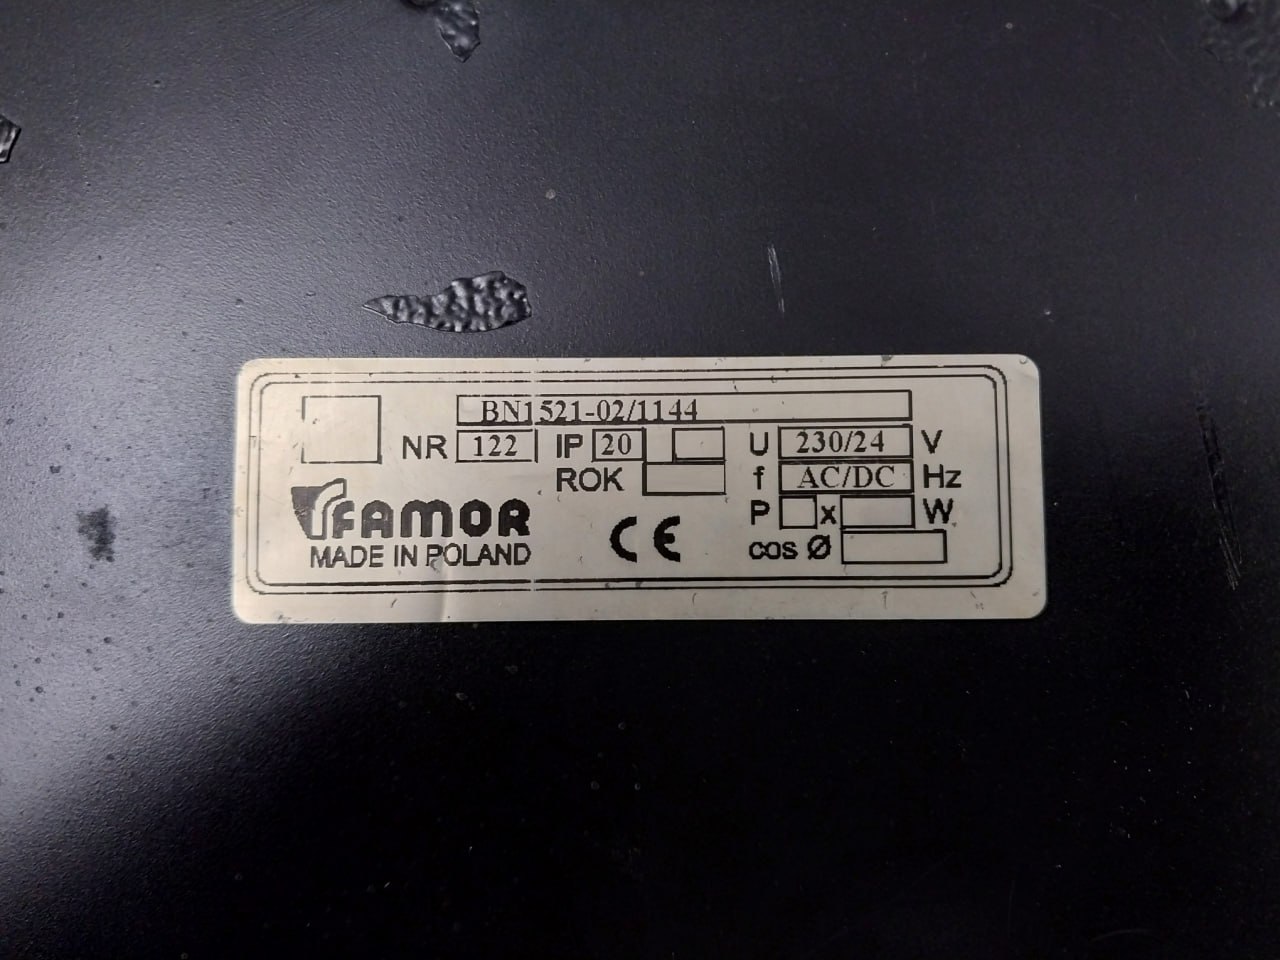 BN1521-02/1144
NR 122 IP 20 U 230/24 V
ROK f AC/DC Hz
FAMOR P x W
MADE IN POLAND CE cos Ø